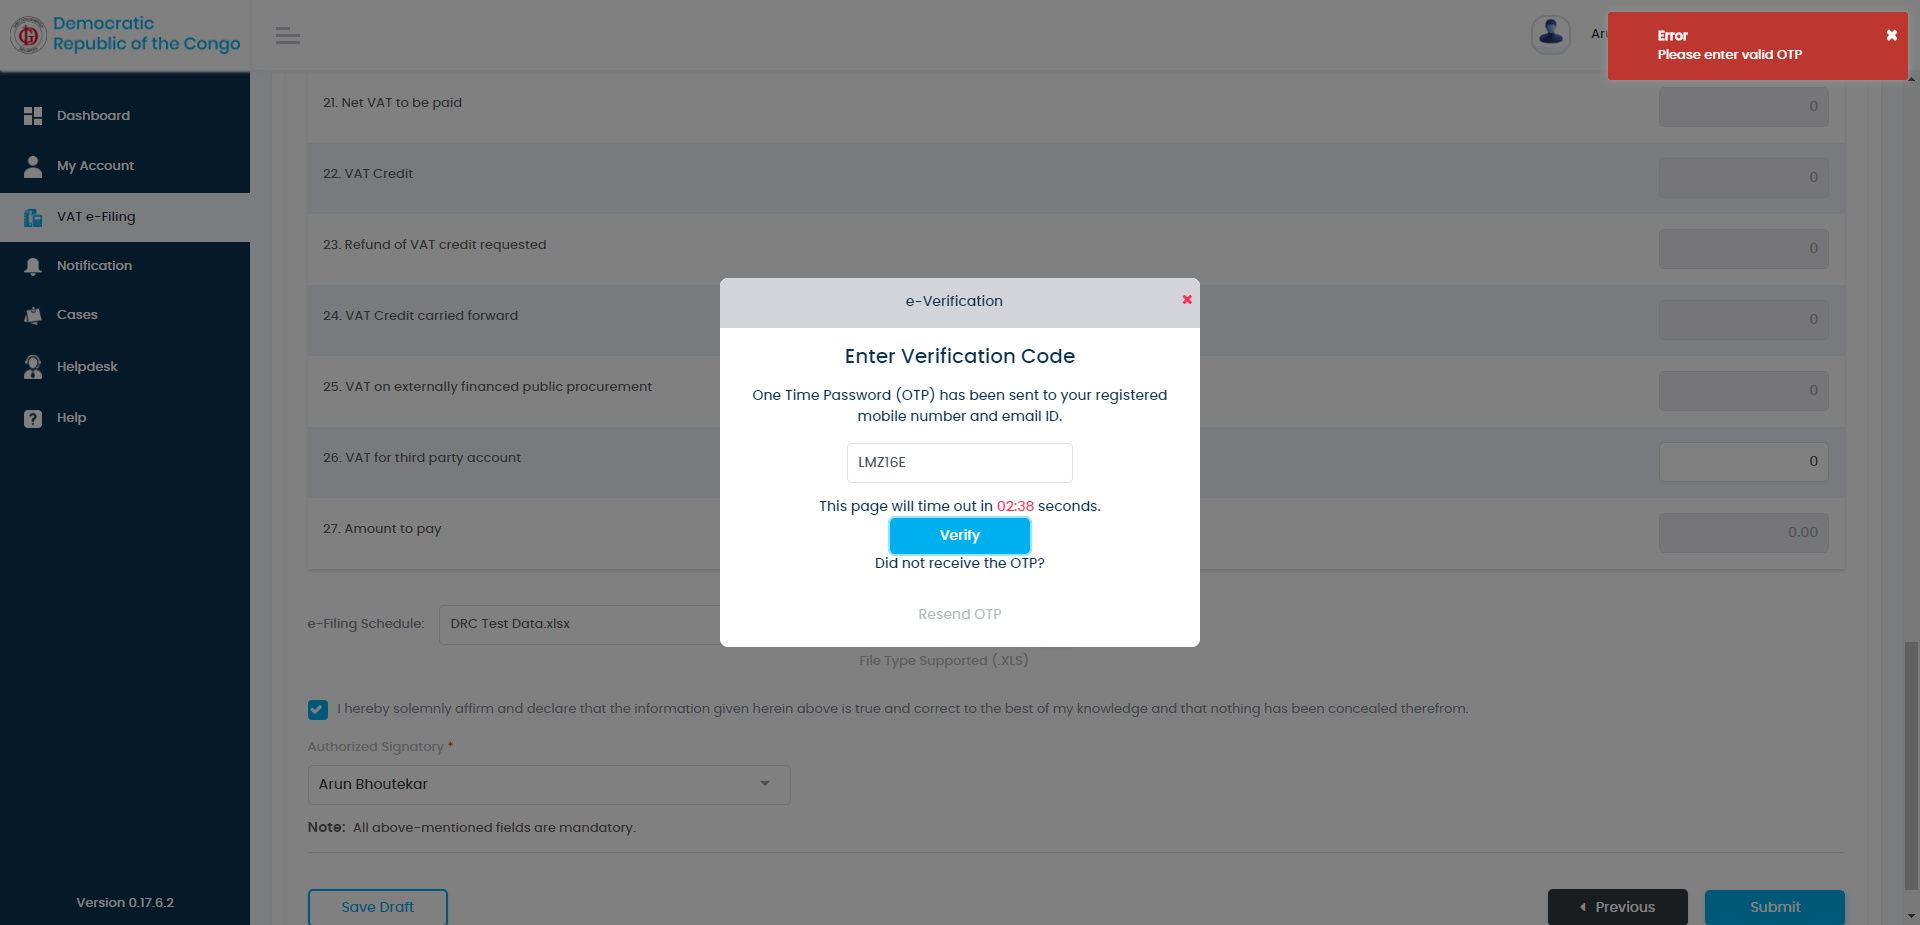 Democratic
Republic of the Congo
Error
Please enter valid OTP
Dashboard
My Account
VAT e-Filing
Notification
Cases
Helpdesk
Help
Version 0.17.6.2
21. Net VAT to be paid
0
22. VAT Credit
0
23. Refund of VAT credit requested
0
24. VAT Credit carried forward
0
25. VAT on externally financed public procurement
0
26. VAT for third party account
0
27. Amount to pay
0.00
e-Verification
Enter Verification Code
One Time Password (OTP) has been sent to your registered
mobile number and email ID.
LMZ16E
This page will time out in 02:38 seconds.
Verify
Did not receive the OTP?
Resend OTP
e-Filing Schedule:
DRC Test Data.xlsx
File Type Supported (.XLS)
I hereby solemnly affirm and declare that the information given herein above is true and correct to the best of my knowledge and that nothing has been concealed therefrom.
Authorized Signatory *
Arun Bhoutekar
Note: All above-mentioned fields are mandatory.
Save Draft
Previous
Submit